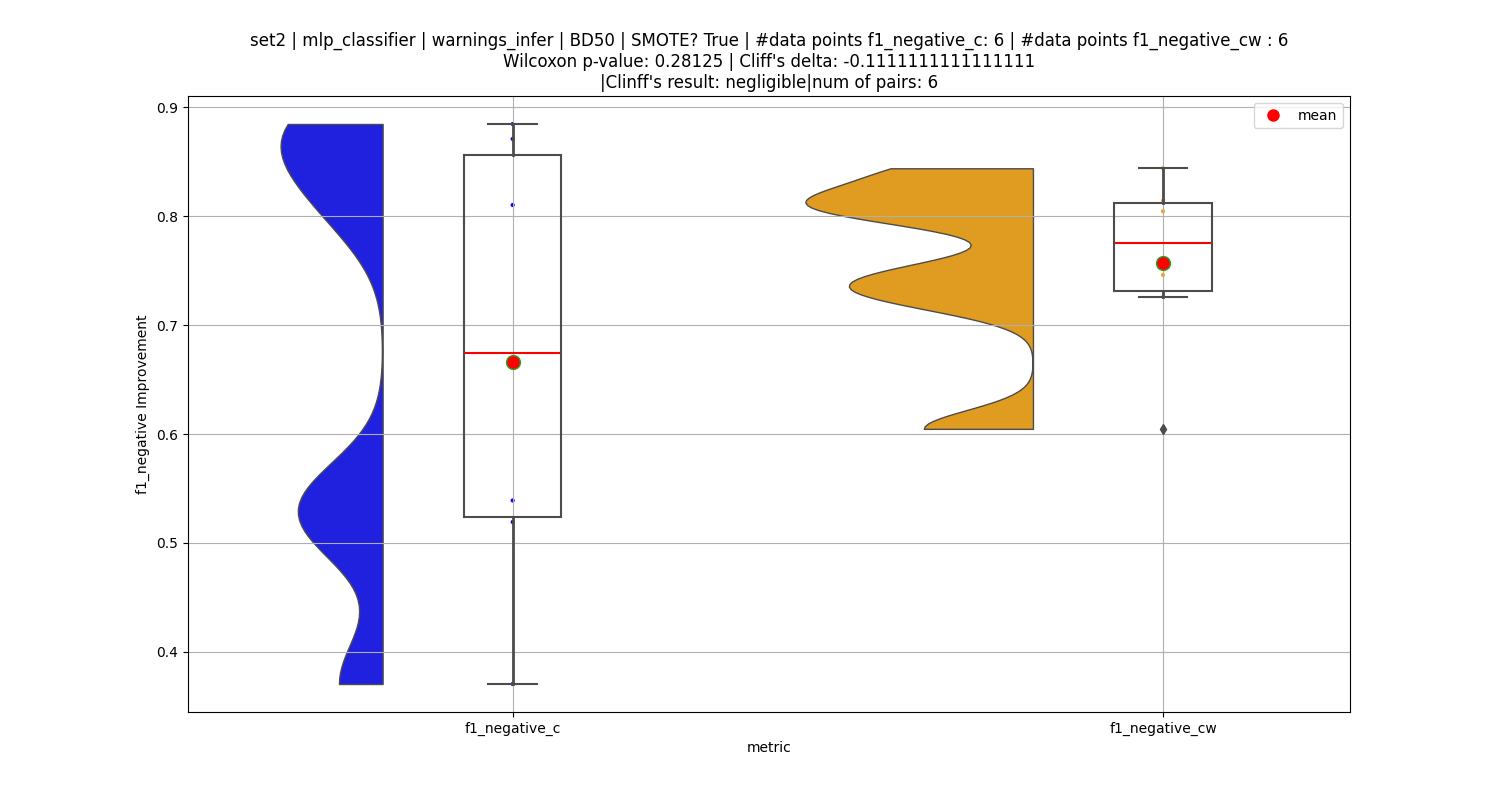 set2 | mlp_classifier | warnings_infer | BD50 | SMOTE? True | #data points f1_negative_c: 6 | #data points f1_negative_cw : 6
Wilcoxon p-value: 0.28125 | Cliff's delta: -0.1111111111111111
|Clinff's result: negligible|num of pairs: 6
mean
0.9
0.8
0.7
0.6
0.5
0.4
f1_negative Improvement
f1_negative_c
f1_negative_cw
metric